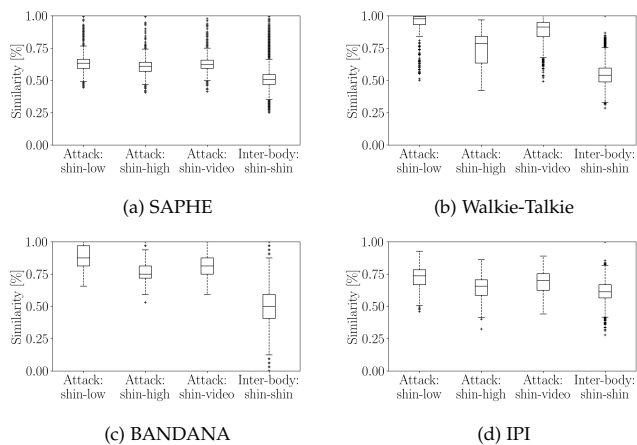 1.00
0.75
0.50
0.25
0.00
Similarity [%]
Attack: Attack: Attack: Inter-body:
shin-low shin-high shin-video shin-shin
(a) SAPHE
1.00
0.75
0.50
0.25
0.00
Similarity [%]
Attack: Attack: Attack: Inter-body:
shin-low shin-high shin-video shin-shin
(b) Walkie-Talkie
1.00
0.75
0.50
0.25
0.00
Similarity [%]
Attack: Attack: Attack: Inter-body:
shin-low shin-high shin-video shin-shin
(c) BANDANA
1.00
0.75
0.50
0.25
0.00
Similarity [%]
Attack: Attack: Attack: Inter-body:
shin-low shin-high shin-video shin-shin
(d) IPI